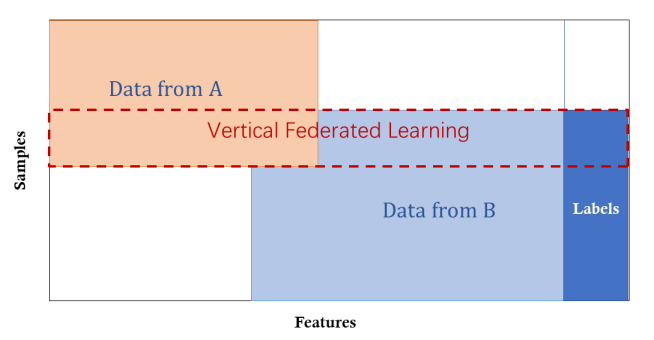 Data from A
Vertical Federated Learning
Samples
Data from B
Labels
Features